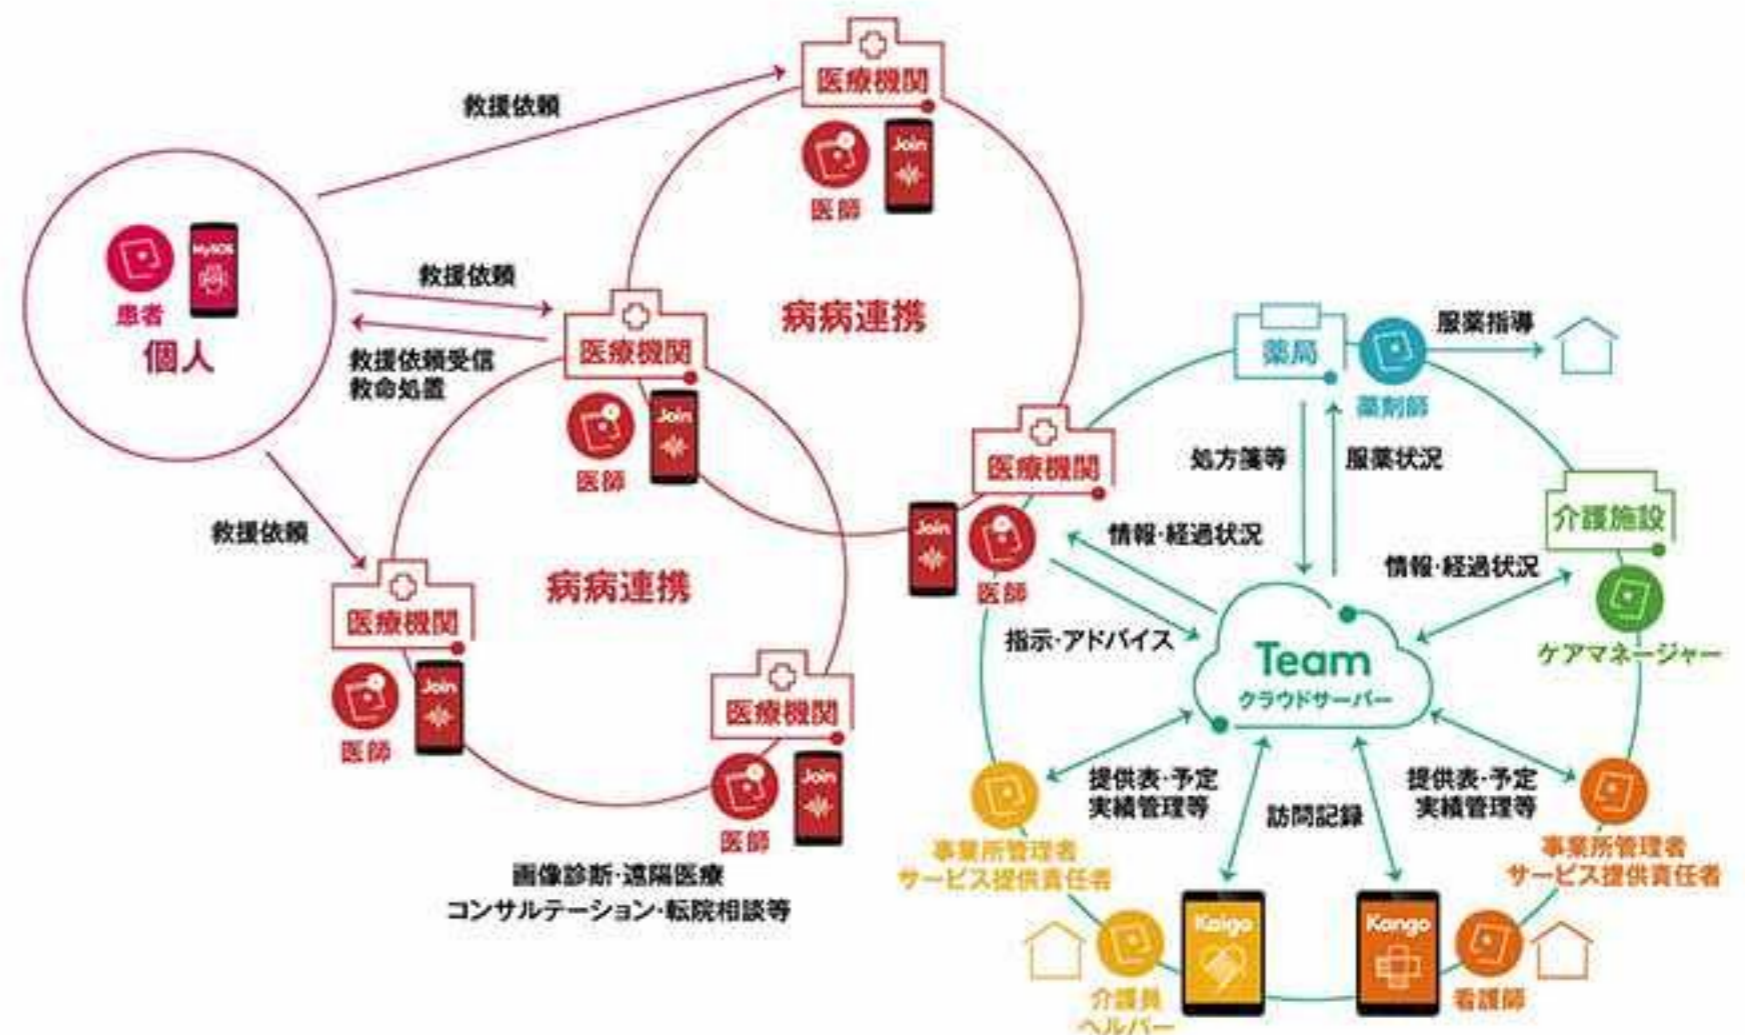 医療機関
救援依頼
Join
医師
MySOS
患者
個人
救援依頼
病病連携
医療機関
救援依頼受信
救命処置
Join
医師
薬局
服薬指導
薬剤師
処方箋等
服薬状況
医療機関
Join
医師
情報・経過状況
介護施設
情報・経過状況
ケアマネージャー
指示・アドバイス
Team
クラウドサーバー
救援依頼
病病連携
医療機関
Join
医師
医療機関
Join
医師
画像診断・遠隔医療
コンサルテーション・転院相談等
提供表・予定
実績管理等
訪問記録
提供表・予定
実績管理等
事業所管理者
サービス提供責任者
事業所管理者
サービス提供責任者
Kaigo
Kango
介護員
ヘルパー
看護師